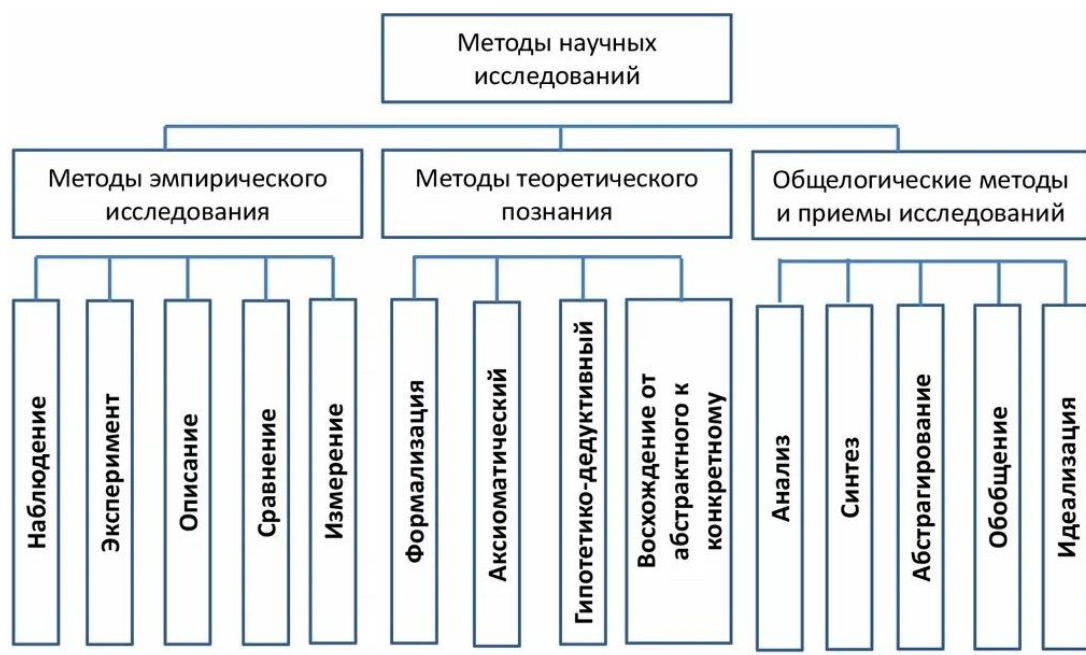 Методы научных
исследований
Методы эмпирического
исследования
Методы теоретического
познания
Общелогические методы
и приемы исследований
Наблюдение
Эксперимент
Описание
Сравнение
Измерение
Формализация
Аксиоматический
Гипотетико-дедуктивный
Восхождение от
абстрактного к
конкретному
Анализ
Синтез
Абстрагирование
Обобщение
Идеализация